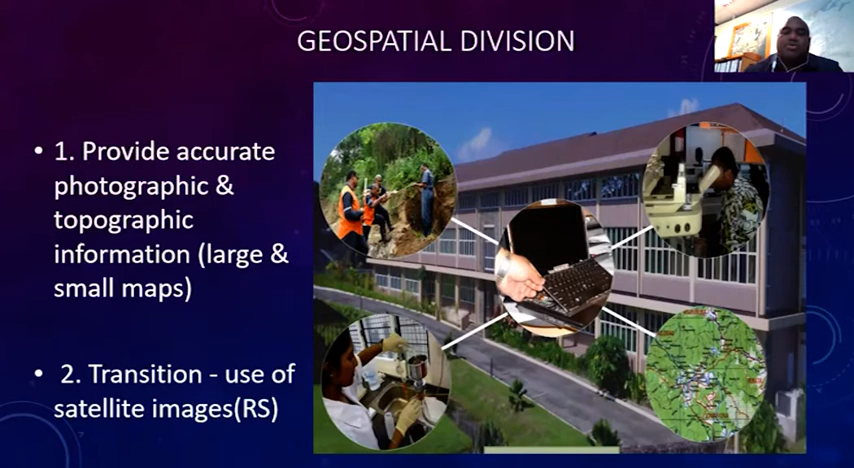 GEOSPATIAL DIVISION
• 1. Provide accurate
photographic &
topographic
information (large &
small maps)
• 2. Transition - use of
satellite images(RS)